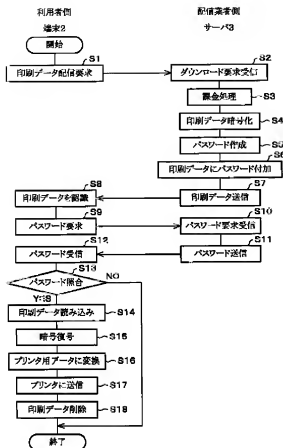 利用者側
端末2
配信業者側
サーバ3
開始
S1
印刷データ配信要求
S2
ダウンロード要求受信
S3
課金処理
S4
印刷データ暗号化
S5
パスワード作成
S6
印刷データにパスワード付加
S7
印刷データ送信
S8
印刷データを認識
S9
パスワード要求
S10
パスワード要求受信
S11
パスワード送信
S12
パスワード受信
S13
パスワード照合
NO
YES
S14
印刷データ読み込み
S15
暗号復号
S16
プリンタ用データに変換
S17
プリンタに送信
S18
印刷データ削除
終了